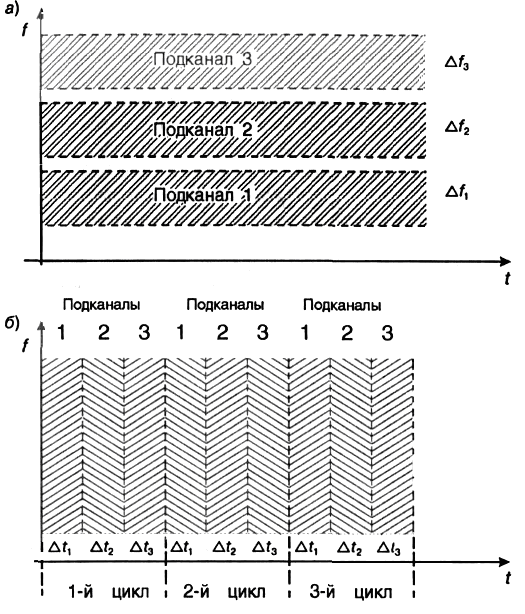 а)
f
Подканал 3 Δf₃
Подканал 2 Δf₂
Подканал 1 Δf₁
t
Подканалы Подканалы Подканалы
б)
1 2 3 1 2 3 1 2 3
f
Δt₁ Δt₂ Δt₃ Δt₁ Δt₂ Δt₃ Δt₁ Δt₂ Δt₃
t
1-й цикл 2-й цикл 3-й цикл